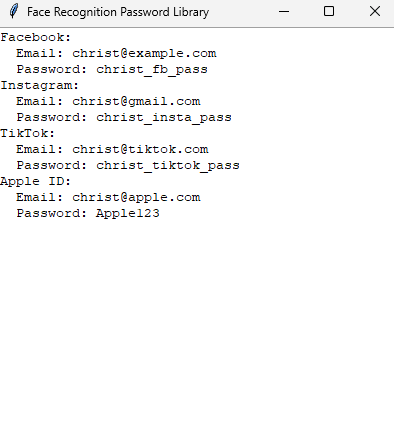 Face Recognition Password Library
Facebook:
  Email: christ@example.com
  Password: christ_fb_pass
Instagram:
  Email: christ@gmail.com
  Password: christ_insta_pass
TikTok:
  Email: christ@tiktok.com
  Password: christ_tiktok_pass
Apple ID:
  Email: christ@apple.com
  Password: Apple123